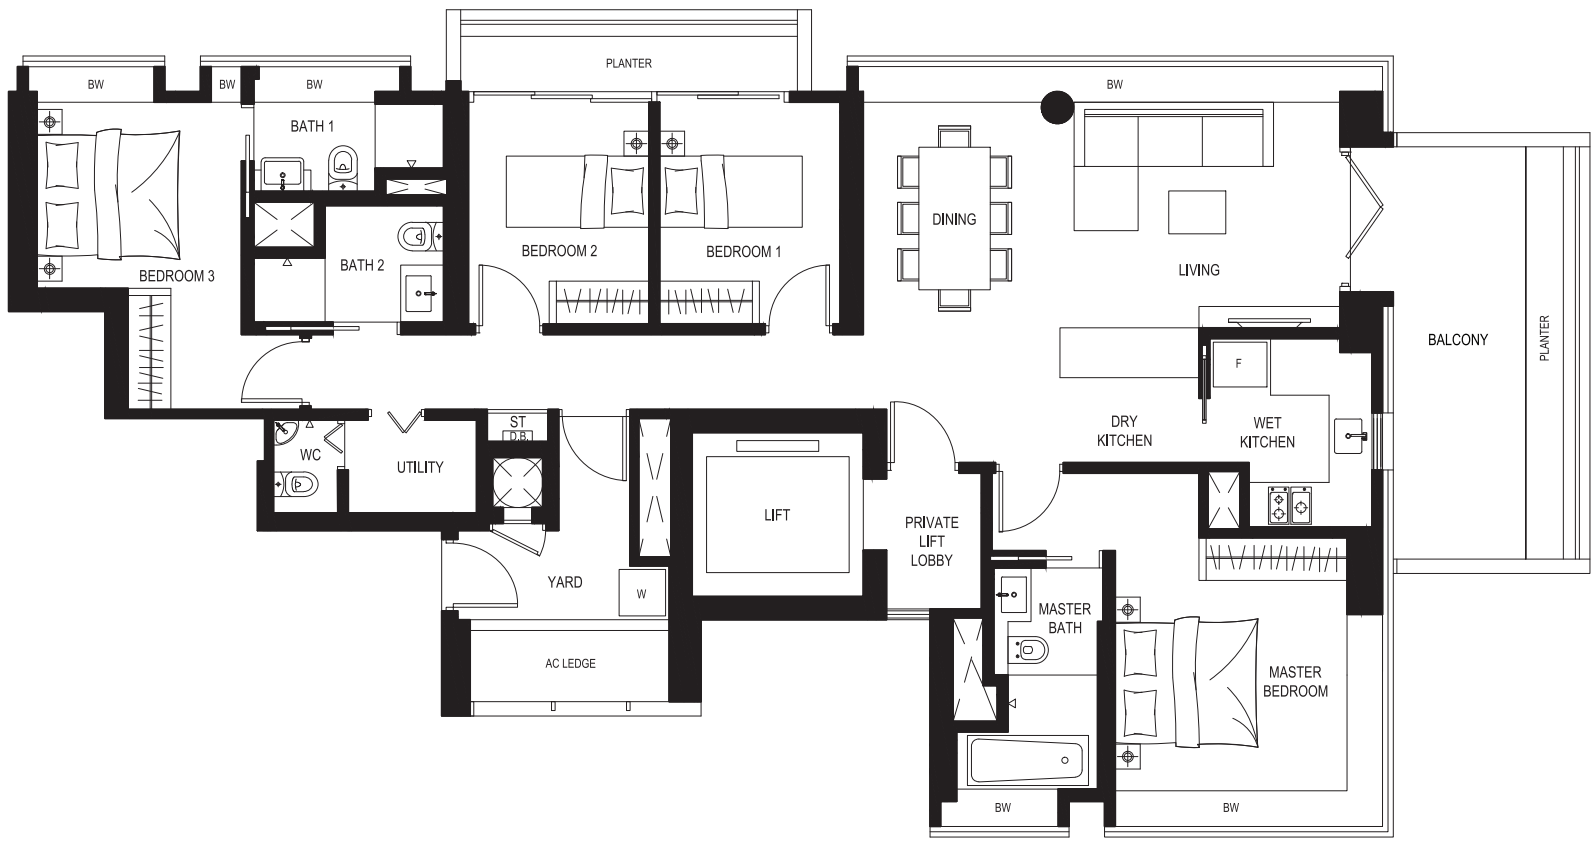 PLANTER
BW
BW
BW
BW
BATH 1
BEDROOM 3
BATH 2
BEDROOM 2
BEDROOM 1
DINING
LIVING
BALCONY
PLANTER
F
DRY
KITCHEN
WET
KITCHEN
ST
D.B.
WC
UTILITY
LIFT
PRIVATE
LIFT
LOBBY
YARD
W
MASTER
BATH
AC LEDGE
MASTER
BEDROOM
BW
BW